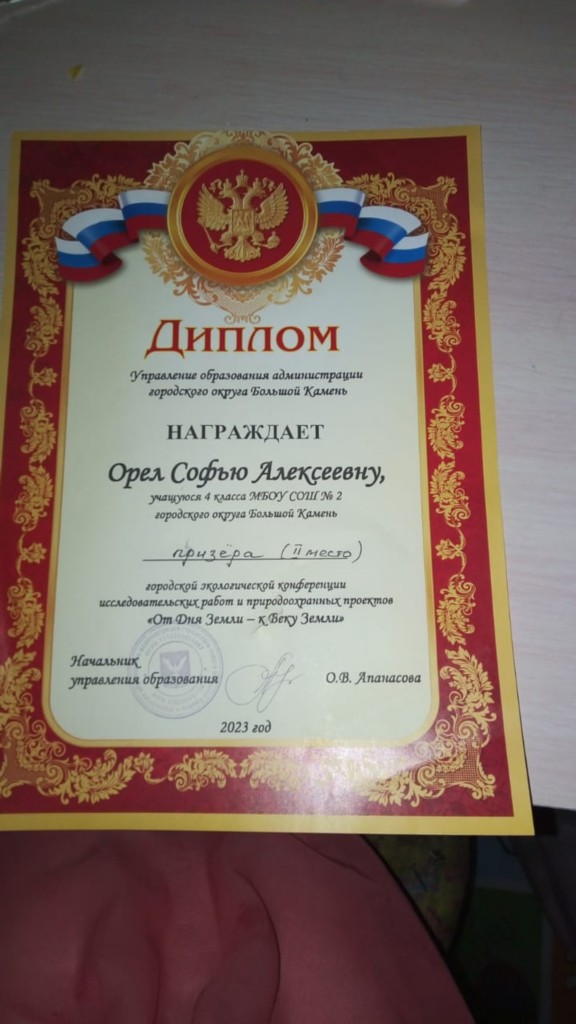 Диплом
Управление образования администрации
городского округа Большой Камень
НАГРАЖДАЕТ
Орел Софью Алексеевну,
учащуюся 4 класса МБОУ СОШ № 2
городского округа Большой Камень
призёра (II место)
городской экологической конференции
исследовательских работ и природоохранных проектов
«От Дня Земли – к Веку Земли»
Начальник
управления образования О.В. Апанасова
2023 год